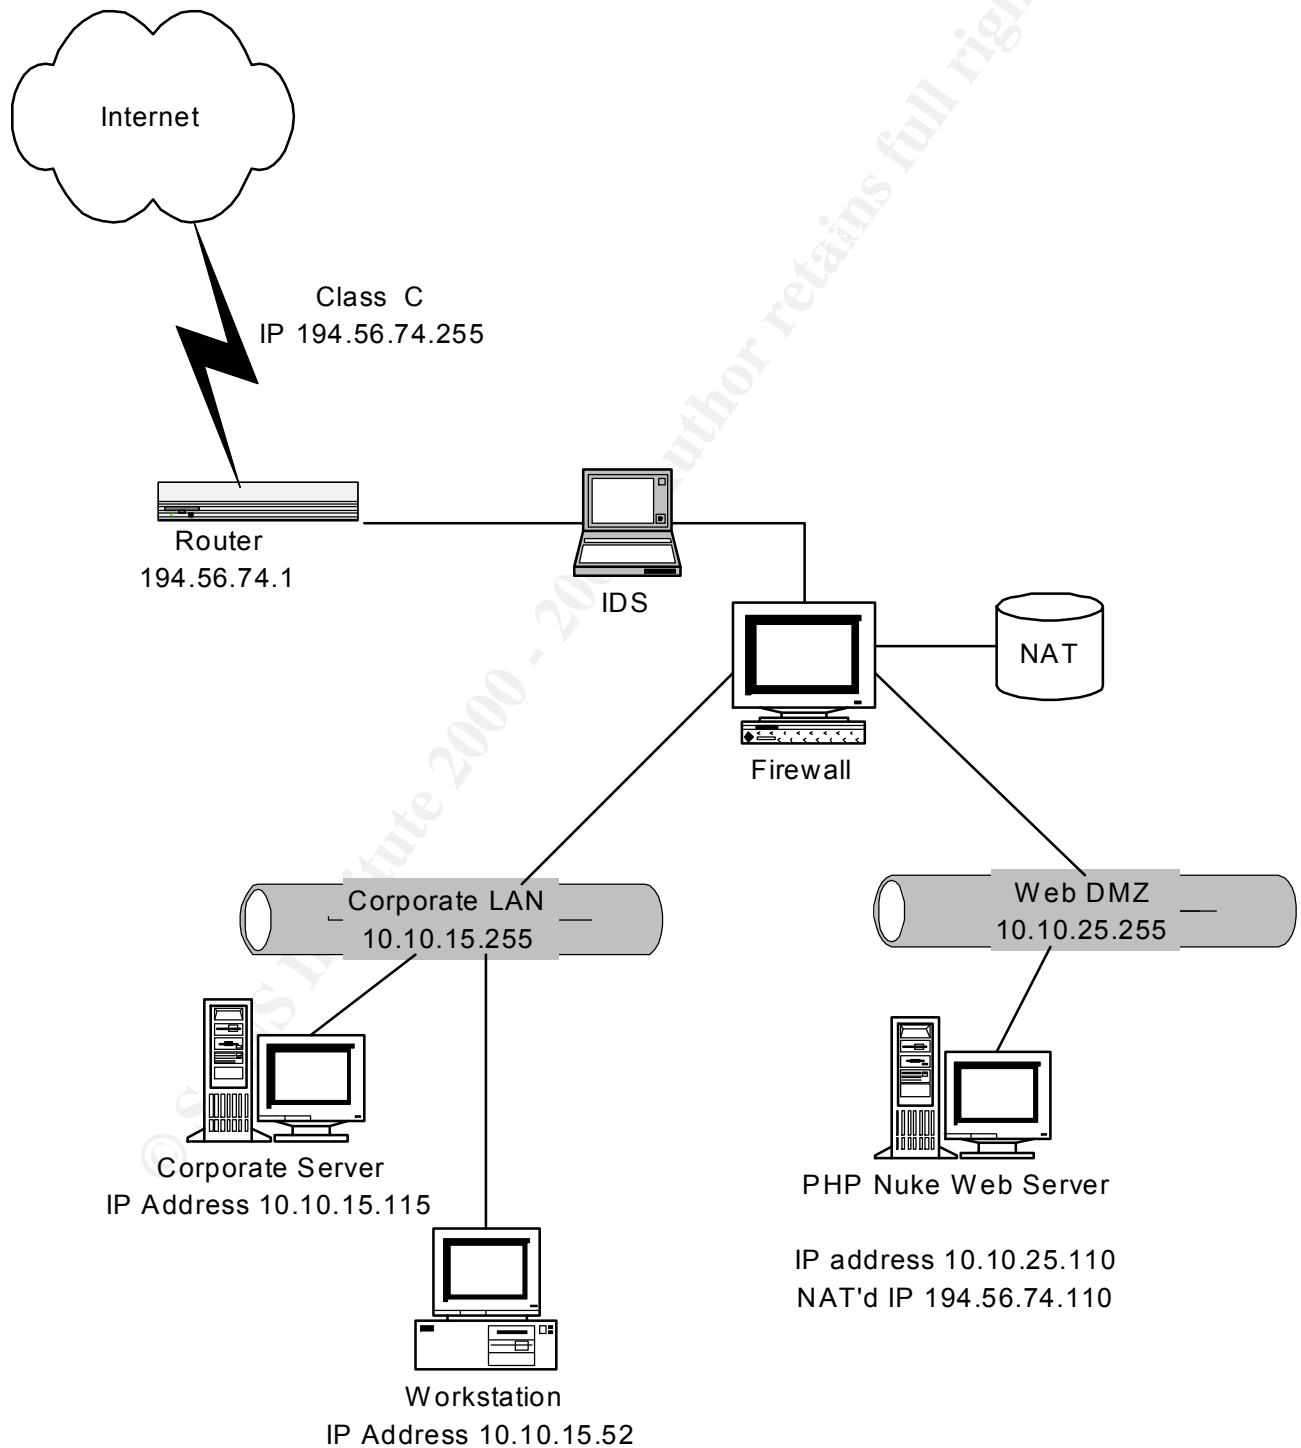 Internet
Class C
IP 194.56.74.255
Router
194.56.74.1
IDS
NAT
Firewall
Corporate LAN
10.10.15.255
Web DMZ
10.10.25.255
Corporate Server
IP Address 10.10.15.115
PHP Nuke Web Server
IP address 10.10.25.110
NAT'd IP 194.56.74.110
Workstation
IP Address 10.10.15.52